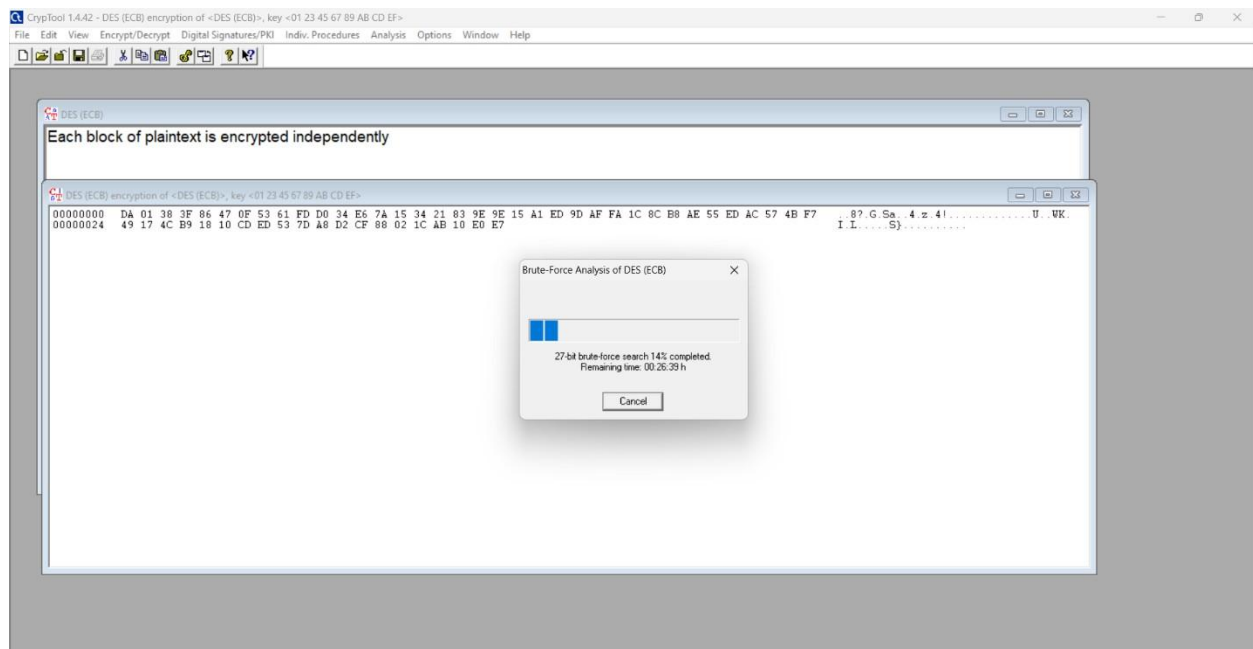 CrypTool 1.4.42 - DES (ECB) encryption of <DES (ECB)>, key <01 23 45 67 89 AB CD EF>
File Edit View Encrypt/Decrypt Digital Signatures/PKI Indiv. Procedures Analysis Options Window Help
DES (ECB)
Each block of plaintext is encrypted independently
DES (ECB) encryption of <DES (ECB)>, key <01 23 45 67 89 AB CD EF>
00000000 DA 01 38 3F 86 47 0F 53 61 FD D0 34 E6 7A 15 34 21 83 9E 9E 15 A1 ED 9D AF FA 1C 8C B8 AE 55 ED AC 57 4B F7 ..8?.G.Sa..4.z.4!.............U..WK.
00000024 49 17 4C B9 18 10 CD ED 53 7D A8 D2 CF 88 02 1C AB 10 E0 E7 I.L.....S}..........
Brute-Force Analysis of DES (ECB)
27-bit brute-force search 14% completed.
Remaining time: 00:26:39 h
Cancel